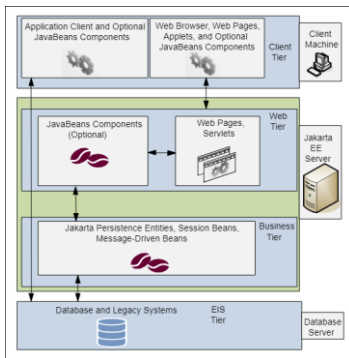 Application Client and Optional
JavaBeans Components
Web Browser, Web Pages,
Applets, and Optional
JavaBeans Components
Client
Tier
Client
Machine
JavaBeans Components
(Optional)
Web Pages,
Servlets
Web
Tier
Jakarta
EE
Server
Jakarta Persistence Entities, Session Beans,
Message-Driven Beans
Business
Tier
Database and Legacy Systems
EIS
Tier
Database
Server